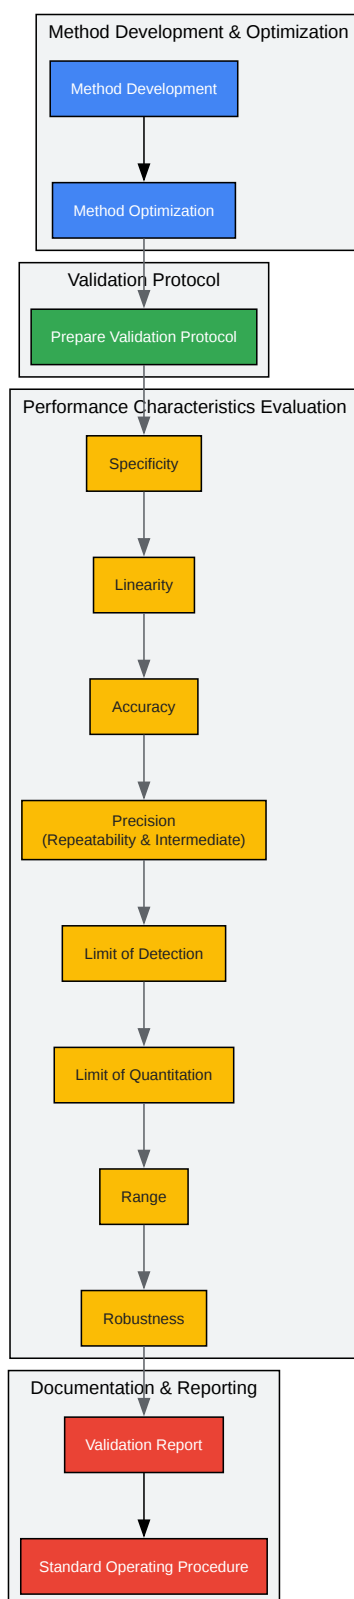 Method Development & Optimization
Method Development
Method Optimization
Validation Protocol
Prepare Validation Protocol
Performance Characteristics Evaluation
Specificity
Linearity
Accuracy
Precision
(Repeatability & Intermediate)
Limit of Detection
Limit of Quantitation
Range
Robustness
Documentation & Reporting
Validation Report
Standard Operating Procedure